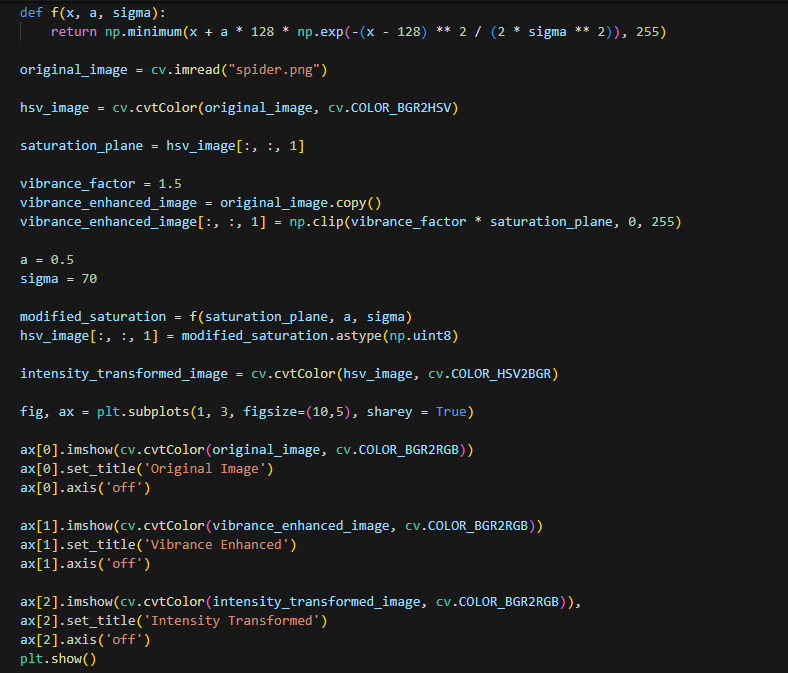 def f(x, a, sigma):
    return np.minimum(x + a * 128 * np.exp(-(x - 128) ** 2 / (2 * sigma ** 2)), 255)

original_image = cv.imread("spider.png")

hsv_image = cv.cvtColor(original_image, cv.COLOR_BGR2HSV)

saturation_plane = hsv_image[:, :, 1]

vibrance_factor = 1.5
vibrance_enhanced_image = original_image.copy()
vibrance_enhanced_image[:, :, 1] = np.clip(vibrance_factor * saturation_plane, 0, 255)

a = 0.5
sigma = 70

modified_saturation = f(saturation_plane, a, sigma)
hsv_image[:, :, 1] = modified_saturation.astype(np.uint8)

intensity_transformed_image = cv.cvtColor(hsv_image, cv.COLOR_HSV2BGR)

fig, ax = plt.subplots(1, 3, figsize=(10,5), sharey = True)

ax[0].imshow(cv.cvtColor(original_image, cv.COLOR_BGR2RGB))
ax[0].set_title('Original Image')
ax[0].axis('off')

ax[1].imshow(cv.cvtColor(vibrance_enhanced_image, cv.COLOR_BGR2RGB))
ax[1].set_title('Vibrance Enhanced')
ax[1].axis('off')

ax[2].imshow(cv.cvtColor(intensity_transformed_image, cv.COLOR_BGR2RGB)),
ax[2].set_title('Intensity Transformed')
ax[2].axis('off')
plt.show()